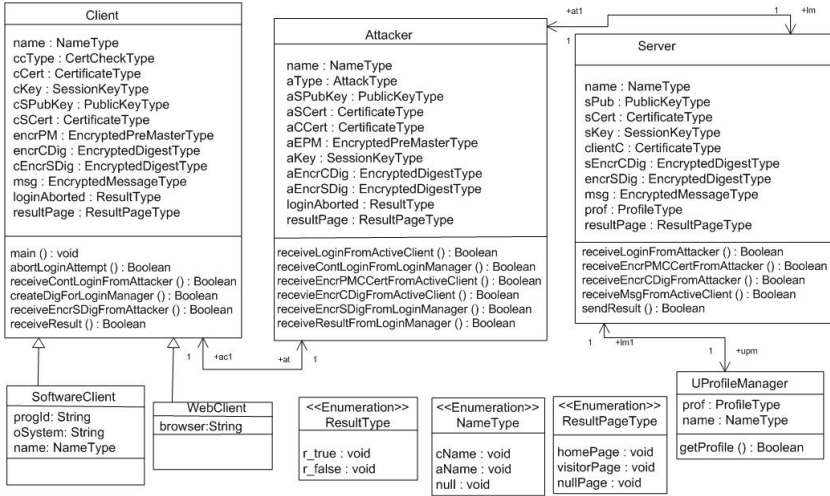 Client
name : NameType
ccType : CertCheckType
cCert : CertificateType
cKey : SessionKeyType
cSPubKey : PublicKeyType
cSCert : CertificateType
encrPM : EncryptedPreMasterType
encrCDig : EncryptedDigestType
cEncrSDig : EncryptedDigestType
msg : EncryptedMessageType
loginAborted : ResultType
resultPage : ResultPageType
main () : void
abortLoginAttempt () : Boolean
receiveContLoginFromAttacker () : Boolean
createDigForLoginManager () : Boolean
receiveEncrSDigFromAttacker () : Boolean
receiveResult () : Boolean
Attacker
name : NameType
aType : AttackType
aSPubKey : PublicKeyType
aSCert : CertificateType
aCCert : CertificateType
aEPM : EncryptedPreMasterType
aKey : SessionKeyType
aEncrCDig : EncryptedDigestType
aEncrSDig : EncryptedDigestType
loginAborted : ResultType
resultPage : ResultPageType
receiveLoginFromActiveClient () : Boolean
receiveContLoginFromLoginManager () : Boolean
receiveEncrPMCCertFromActiveClient () : Boolean
recevieEncrCDigFromActiveClient () : Boolean
receiveEncrSDigFromLoginManager () : Boolean
receiveResultFromLoginManager () : Boolean
+at1
1
+lm
1
Server
name : NameType
sPub : PublicKeyType
sCert : CertificateType
sKey : SessionKeyType
clientC : CertificateType
sEncrCDig : EncryptedDigestType
encrSDig : EncryptedDigestType
msg : EncryptedMessageType
prof : ProfileType
resultPage : ResultPageType
receiveLoginFromAttacker () : Boolean
receiveEncrPMCCertFromAttacker () : Boolean
receiveEncrCDigFromAttacker () : Boolean
receiveMsgFromActiveClient () : Boolean
sendResult () : Boolean
1
+ac1
+at
1
1
+lm1
1
+upm
SoftwareClient
progId: String
oSystem: String
name: NameType
WebClient
browser:String
<<Enumeration>>
ResultType
r_true : void
r_false : void
<<Enumeration>>
NameType
cName : void
aName : void
null : void
<<Enumeration>>
ResultPageType
homePage : void
visitorPage : void
nullPage : void
UProfileManager
prof : ProfileType
name : NameType
getProfile () : Boolean